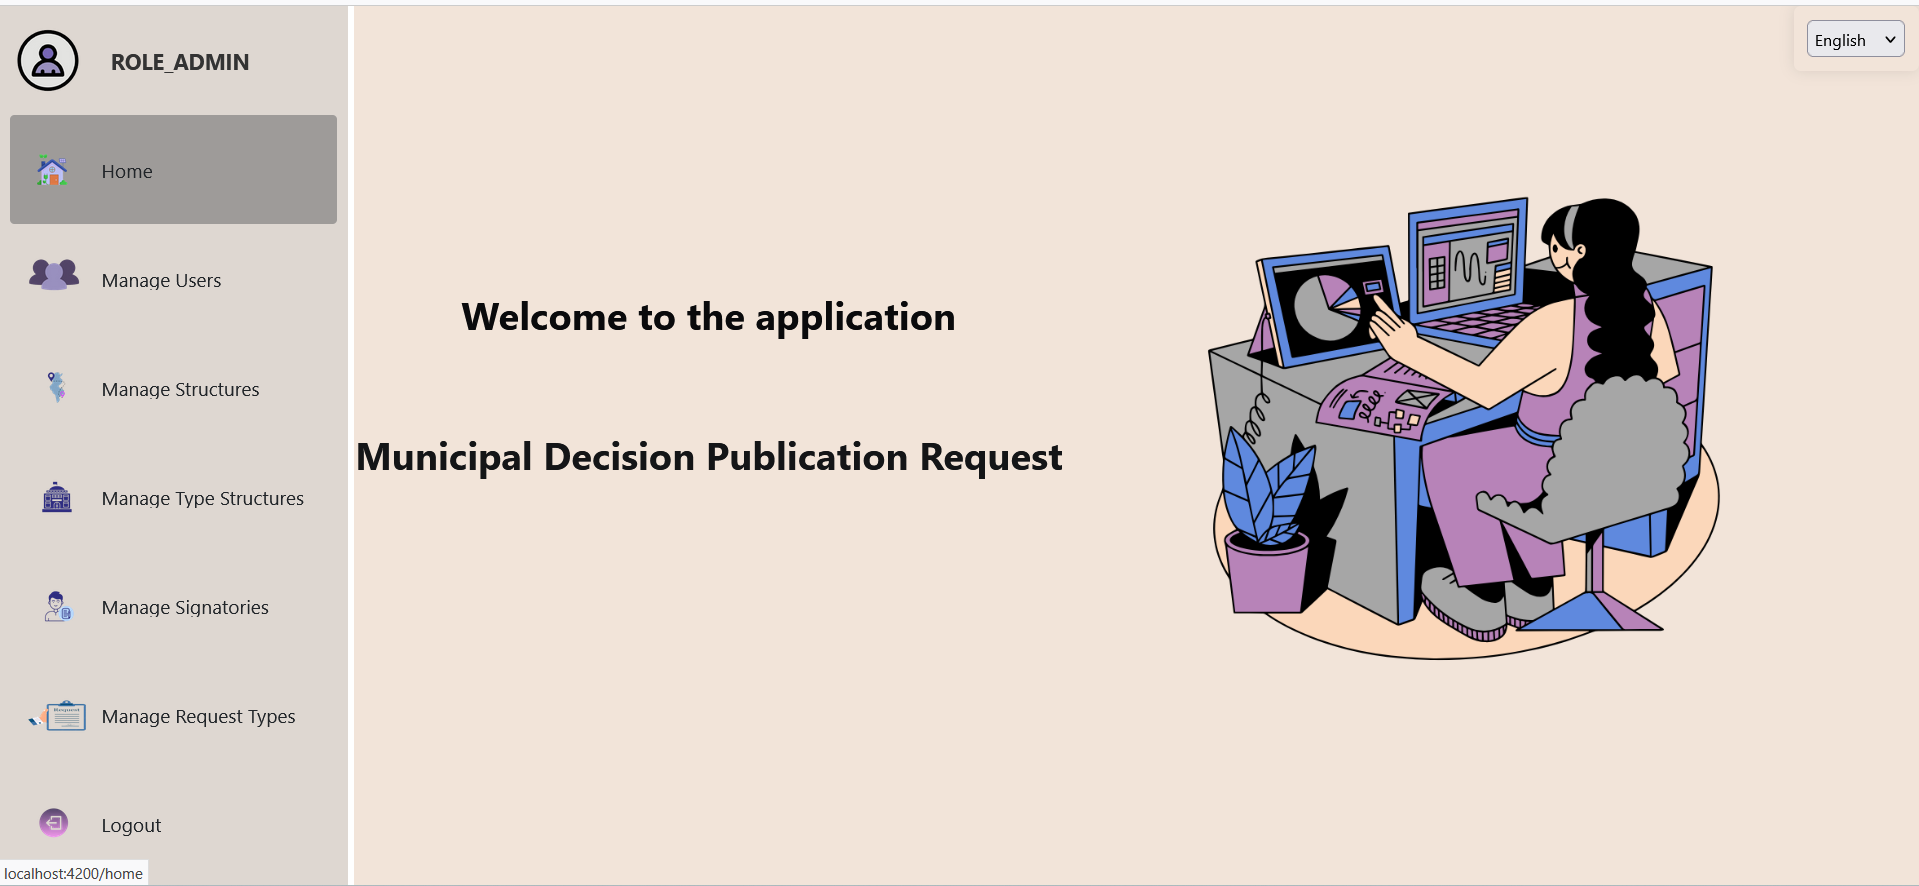 ROLE_ADMIN
English
Home
Manage Users
Manage Structures
Manage Type Structures
Manage Signatories
Manage Request Types
Logout
Welcome to the application
Municipal Decision Publication Request
Request
localhost:4200/home